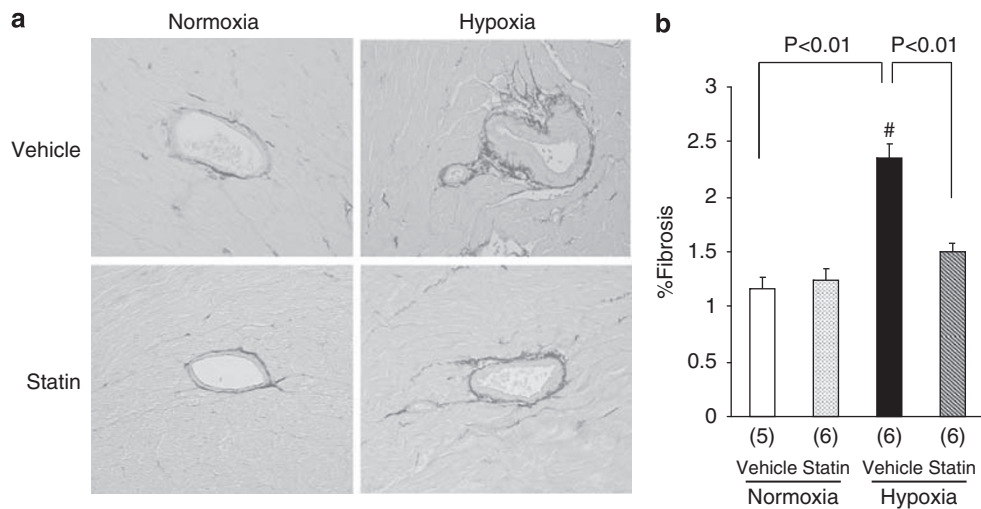 a
Normoxia Hypoxia
Vehicle
Statin
b
P<0.01 P<0.01
#
%Fibrosis
3
2.5
2
1.5
1
0.5
0
(5) (6) (6) (6)
Vehicle Statin Vehicle Statin
Normoxia Hypoxia